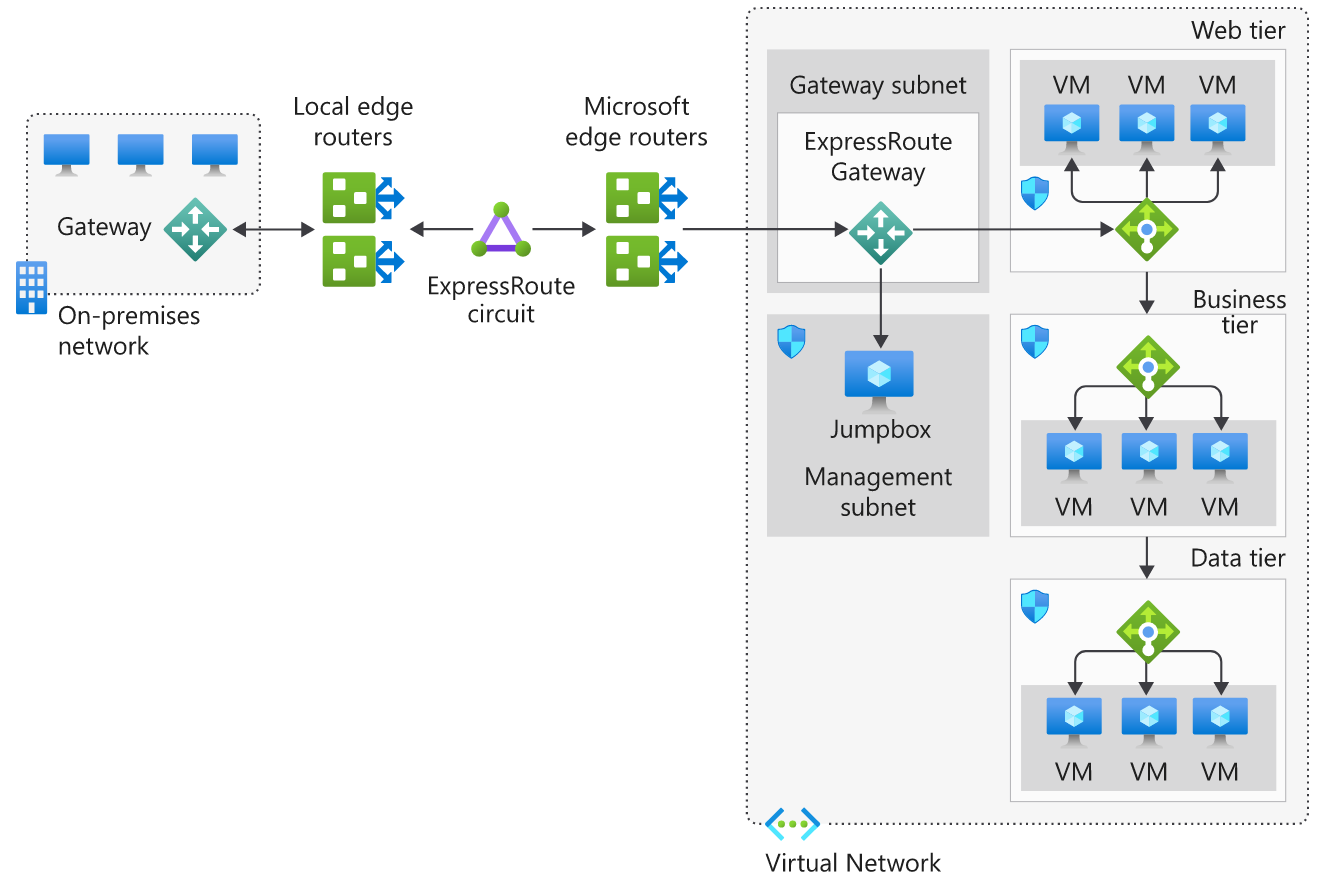 Local edge
routers
Microsoft
edge routers
Gateway
On-premises
network
ExpressRoute
circuit
Gateway subnet
ExpressRoute
Gateway
Jumpbox
Management
subnet
Web tier
VM VM VM
Business
tier
VM VM VM
Data tier
VM VM VM
Virtual Network